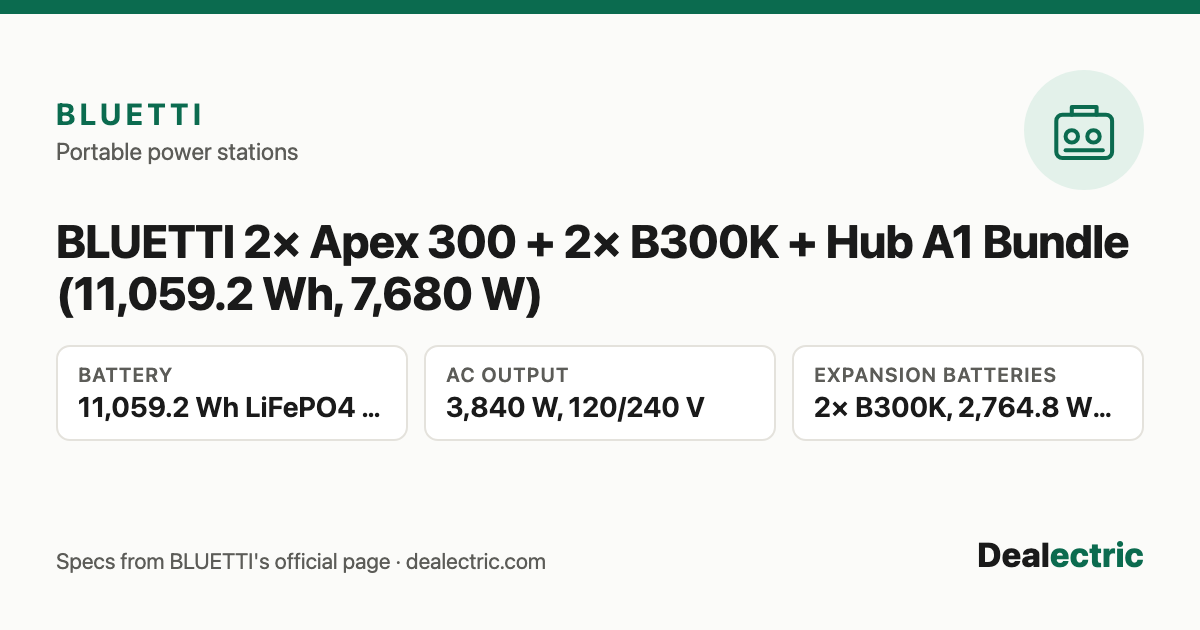 BLUETTI
Portable power stations
BLUETTI 2× Apex 300 + 2× B300K + Hub A1 Bundle
(11,059.2 Wh, 7,680 W)
BATTERY
11,059.2 Wh LiFePO4 ...
AC OUTPUT
3,840 W, 120/240 V
EXPANSION BATTERIES
2× B300K, 2,764.8 W...
Specs from BLUETTI's official page · dealectric.com
Dealectric